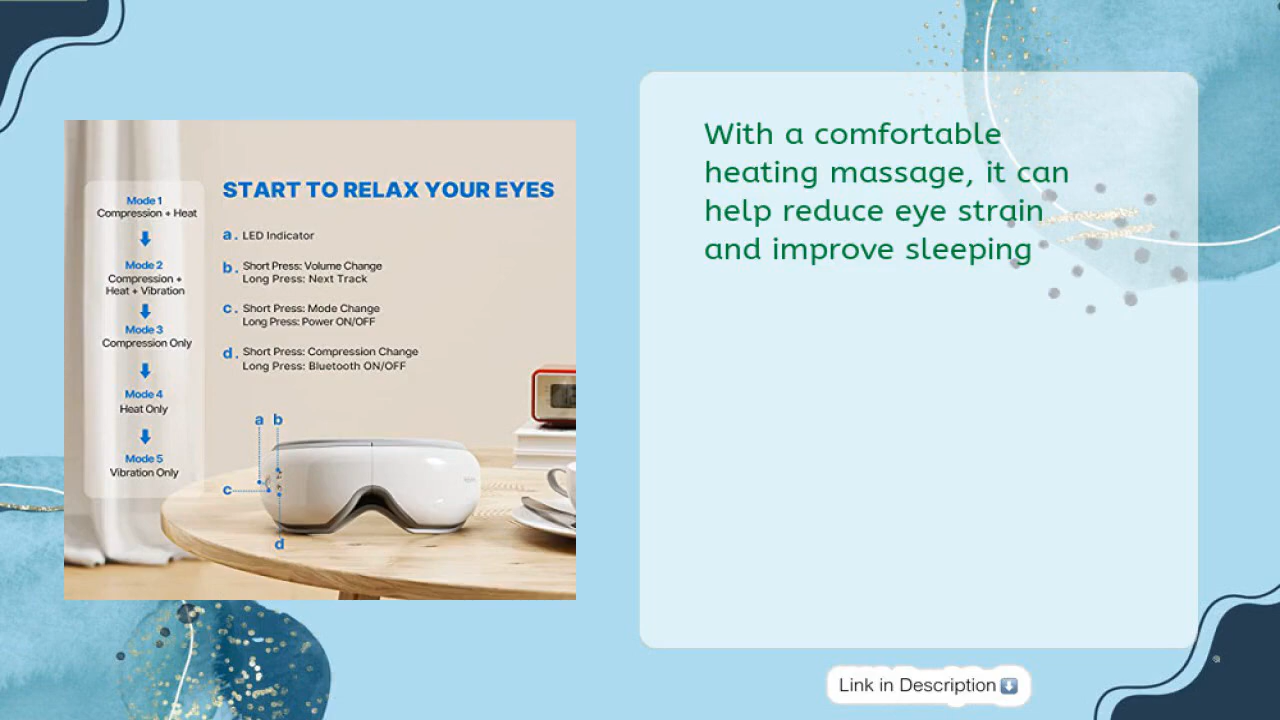 START TO RELAX YOUR EYES
Mode 1
Compression + Heat
Mode 2
Compression +
Heat + Vibration
Mode 3
Compression Only
Mode 4
Heat Only
Mode 5
Vibration Only
a. LED Indicator
b. Short Press: Volume Change
Long Press: Next Track
c. Short Press: Mode Change
Long Press: Power ON/OFF
d. Short Press: Compression Change
Long Press: Bluetooth ON/OFF
a b
c
d
With a comfortable
heating massage, it can
help reduce eye strain
and improve sleeping
Link in Description